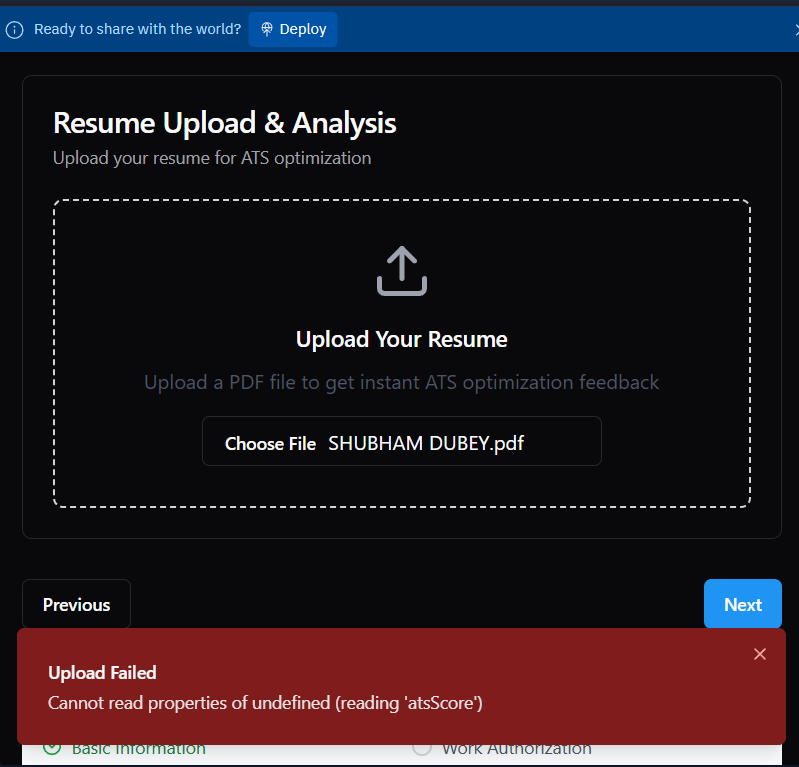 Ready to share with the world? Deploy
Resume Upload & Analysis
Upload your resume for ATS optimization
Upload Your Resume
Upload a PDF file to get instant ATS optimization feedback
Choose File SHUBHAM DUBEY.pdf
Previous Next
Upload Failed
Cannot read properties of undefined (reading 'atsScore')
Basic Information Work Authorization